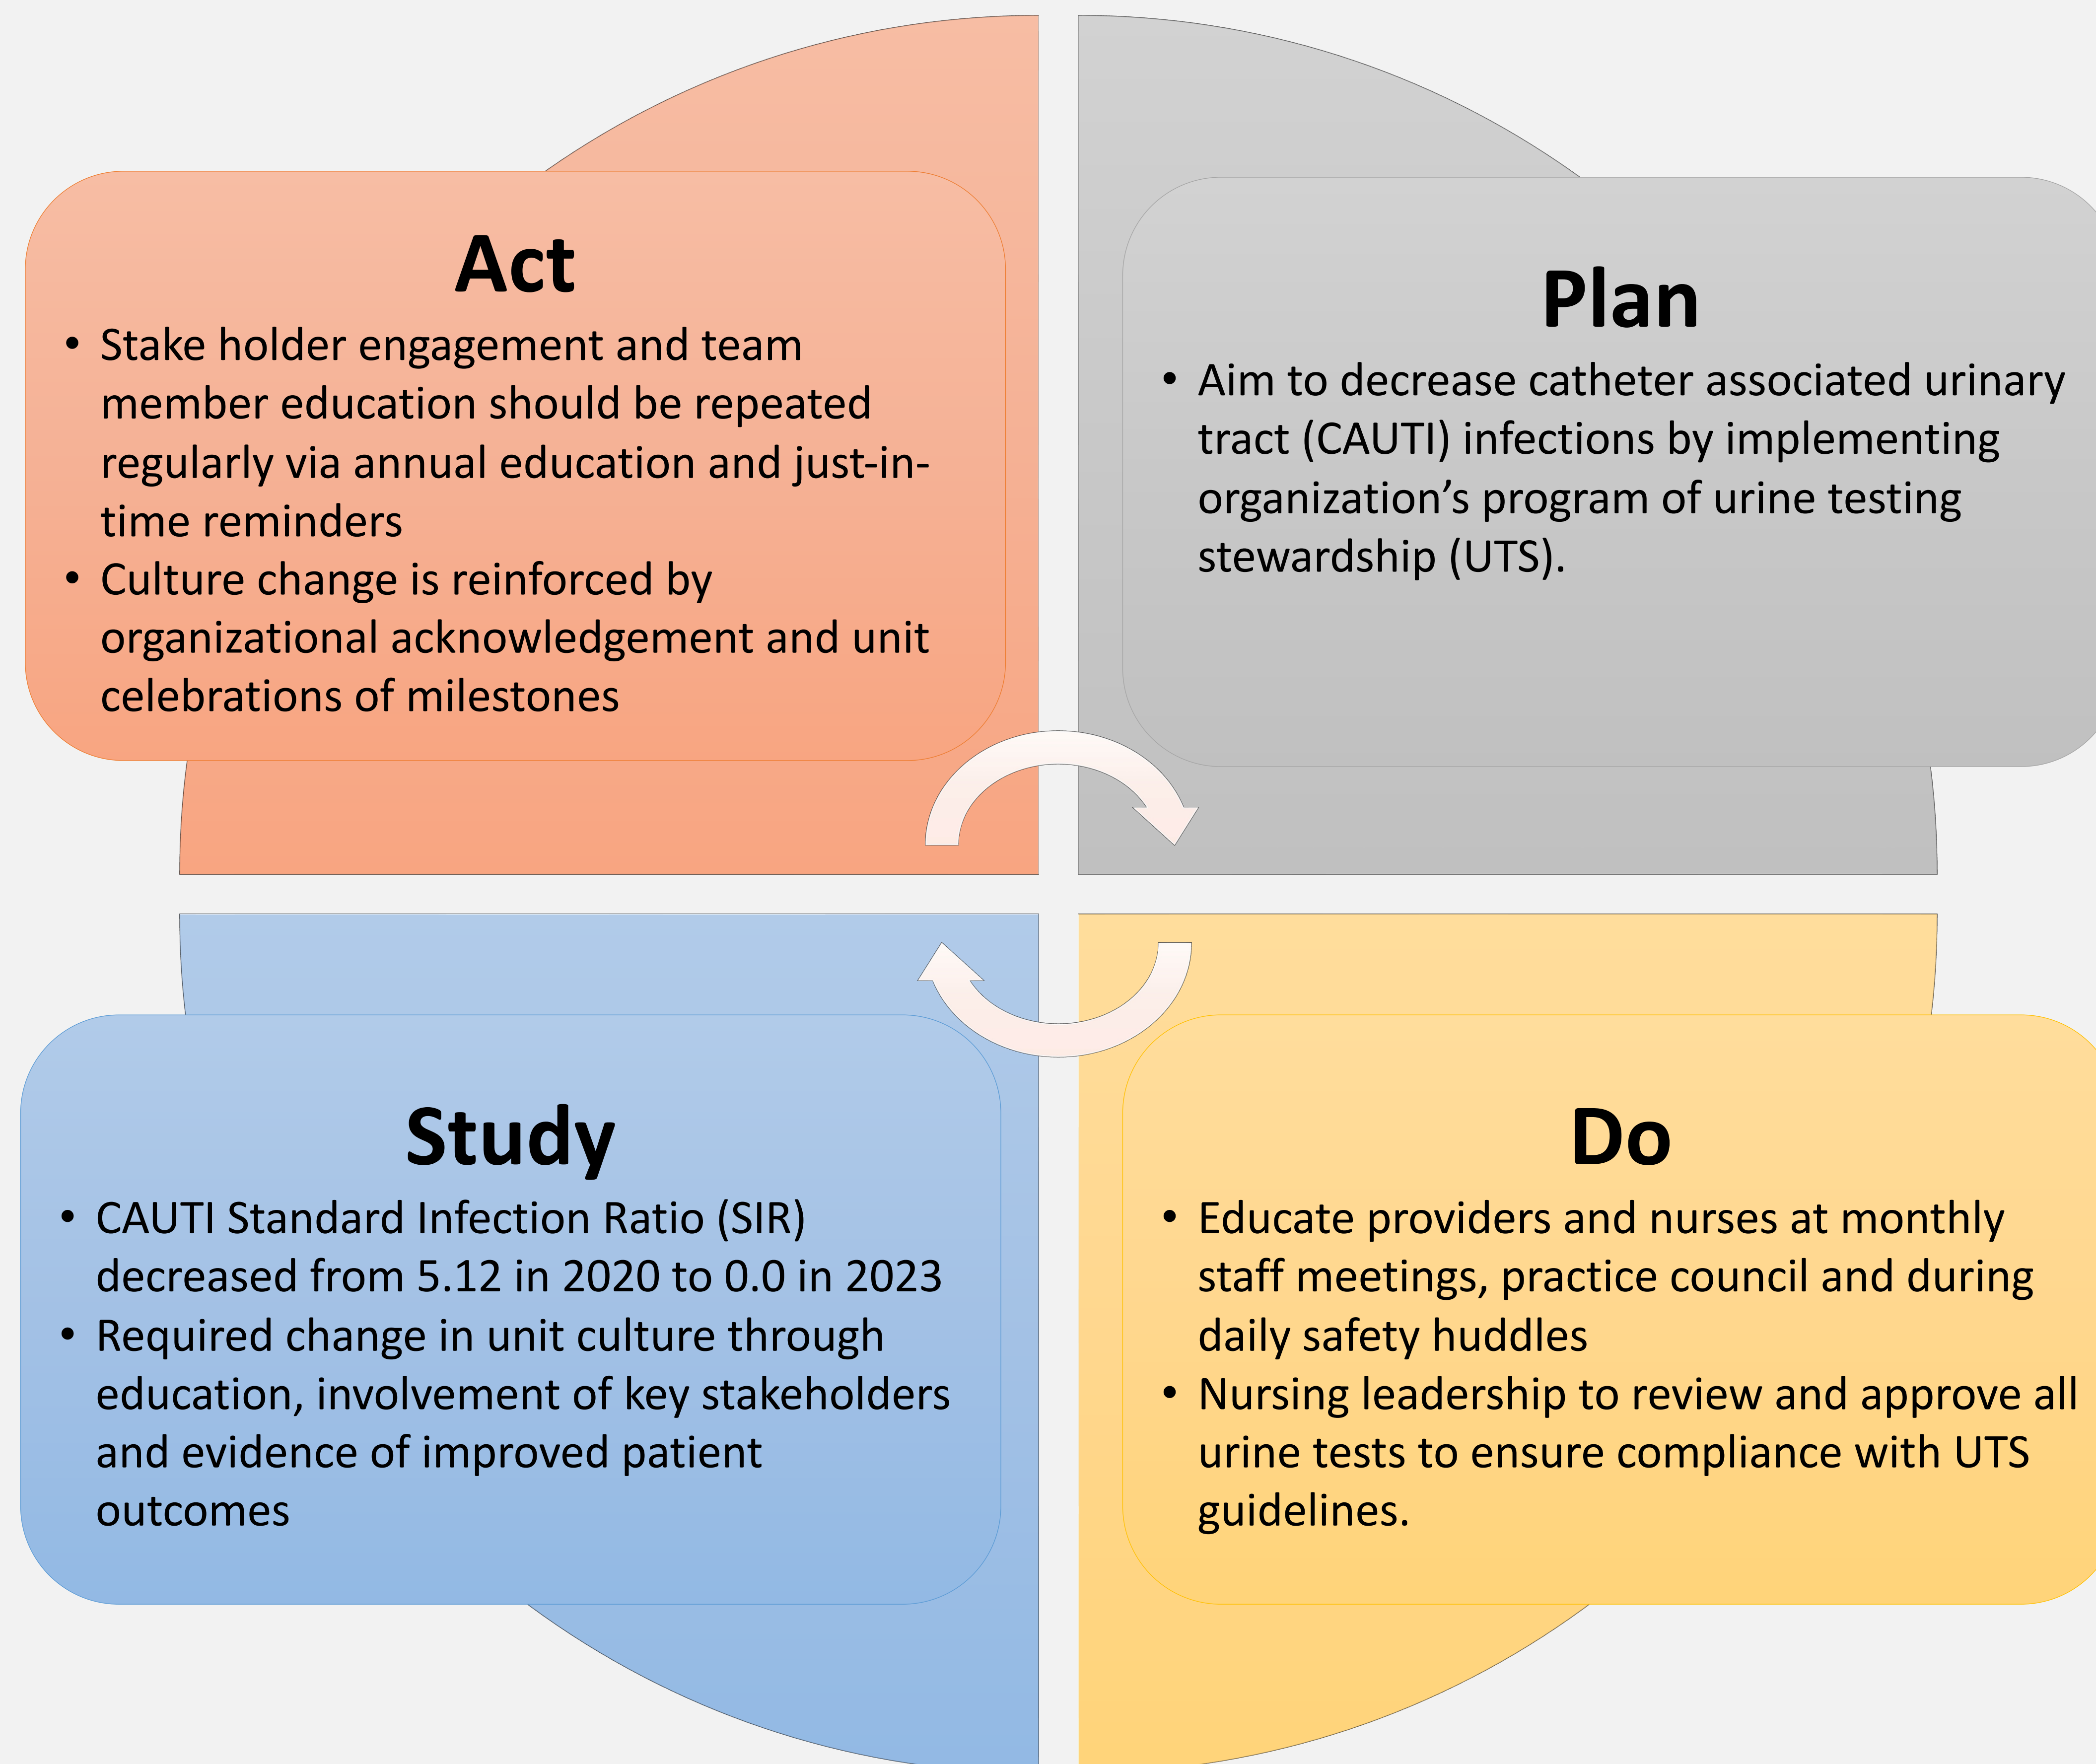 Act
• Stake holder engagement and team
member education should be repeated
regularly via annual education and just-in-
time reminders
• Culture change is reinforced by
organizational acknowledgement and unit
celebrations of milestones
Plan
• Aim to decrease catheter associated urinary
tract (CAUTI) infections by implementing
organization’s program of urine testing
stewardship (UTS).
Study
• CAUTI Standard Infection Ratio (SIR)
decreased from 5.12 in 2020 to 0.0 in 2023
• Required change in unit culture through
education, involvement of key stakeholders
and evidence of improved patient
outcomes
Do
• Educate providers and nurses at monthly
staff meetings, practice council and during
daily safety huddles
• Nursing leadership to review and approve all
urine tests to ensure compliance with UTS
guidelines.